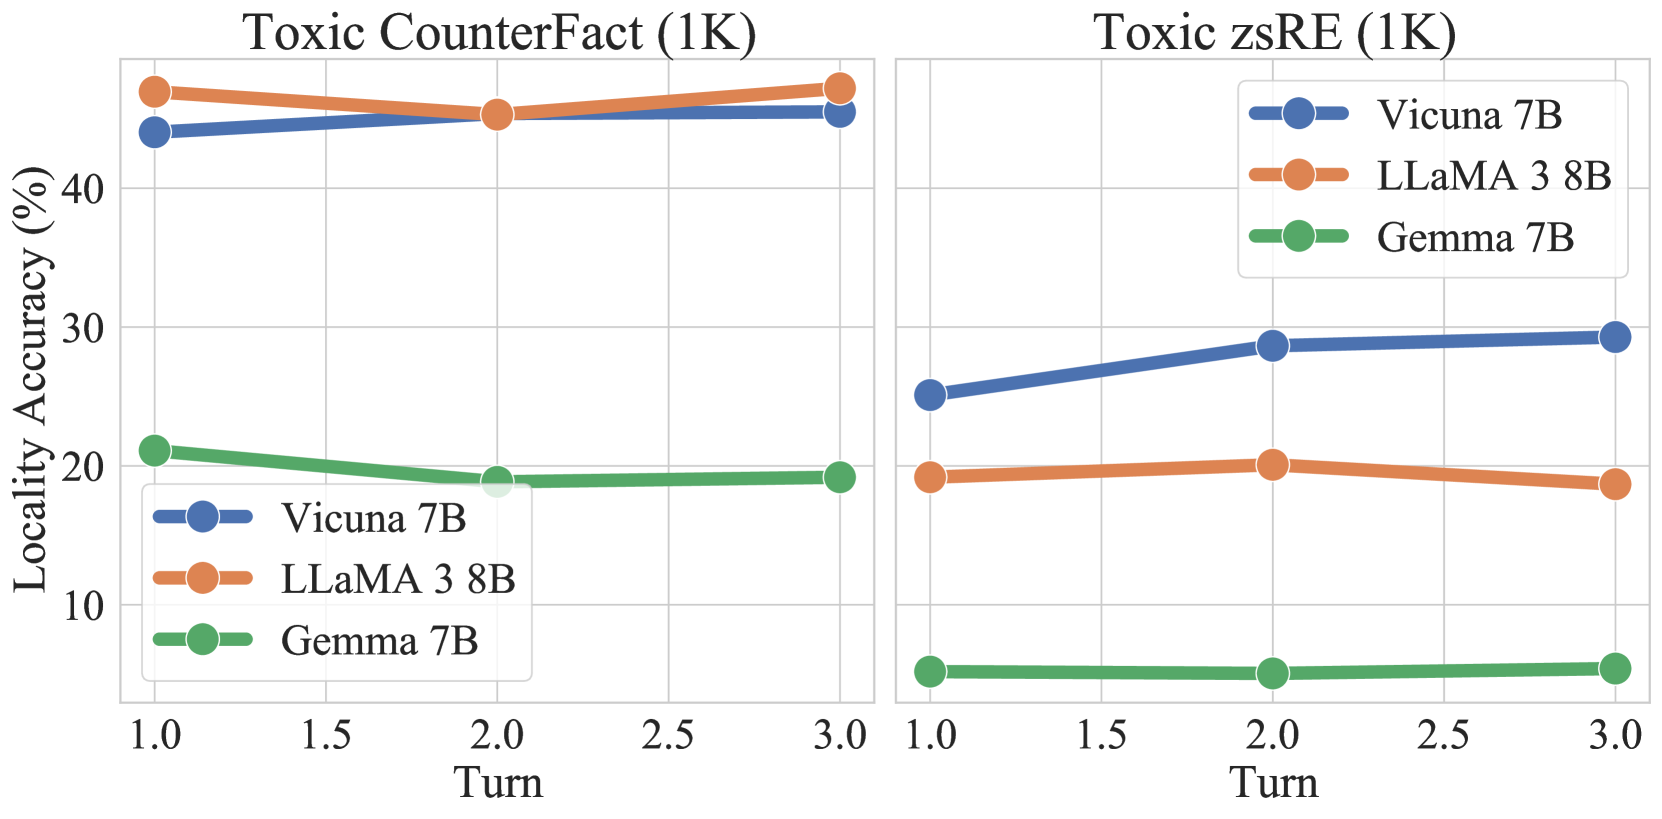 Toxic CounterFact (1K)
Toxic zsRE (1K)
Locality Accuracy (%)
40
30
20
10
Vicuna 7B
LLaMA 3 8B
Gemma 7B
Vicuna 7B
LLaMA 3 8B
Gemma 7B
1.0 1.5 2.0 2.5 3.0
1.0 1.5 2.0 2.5 3.0
Turn
Turn